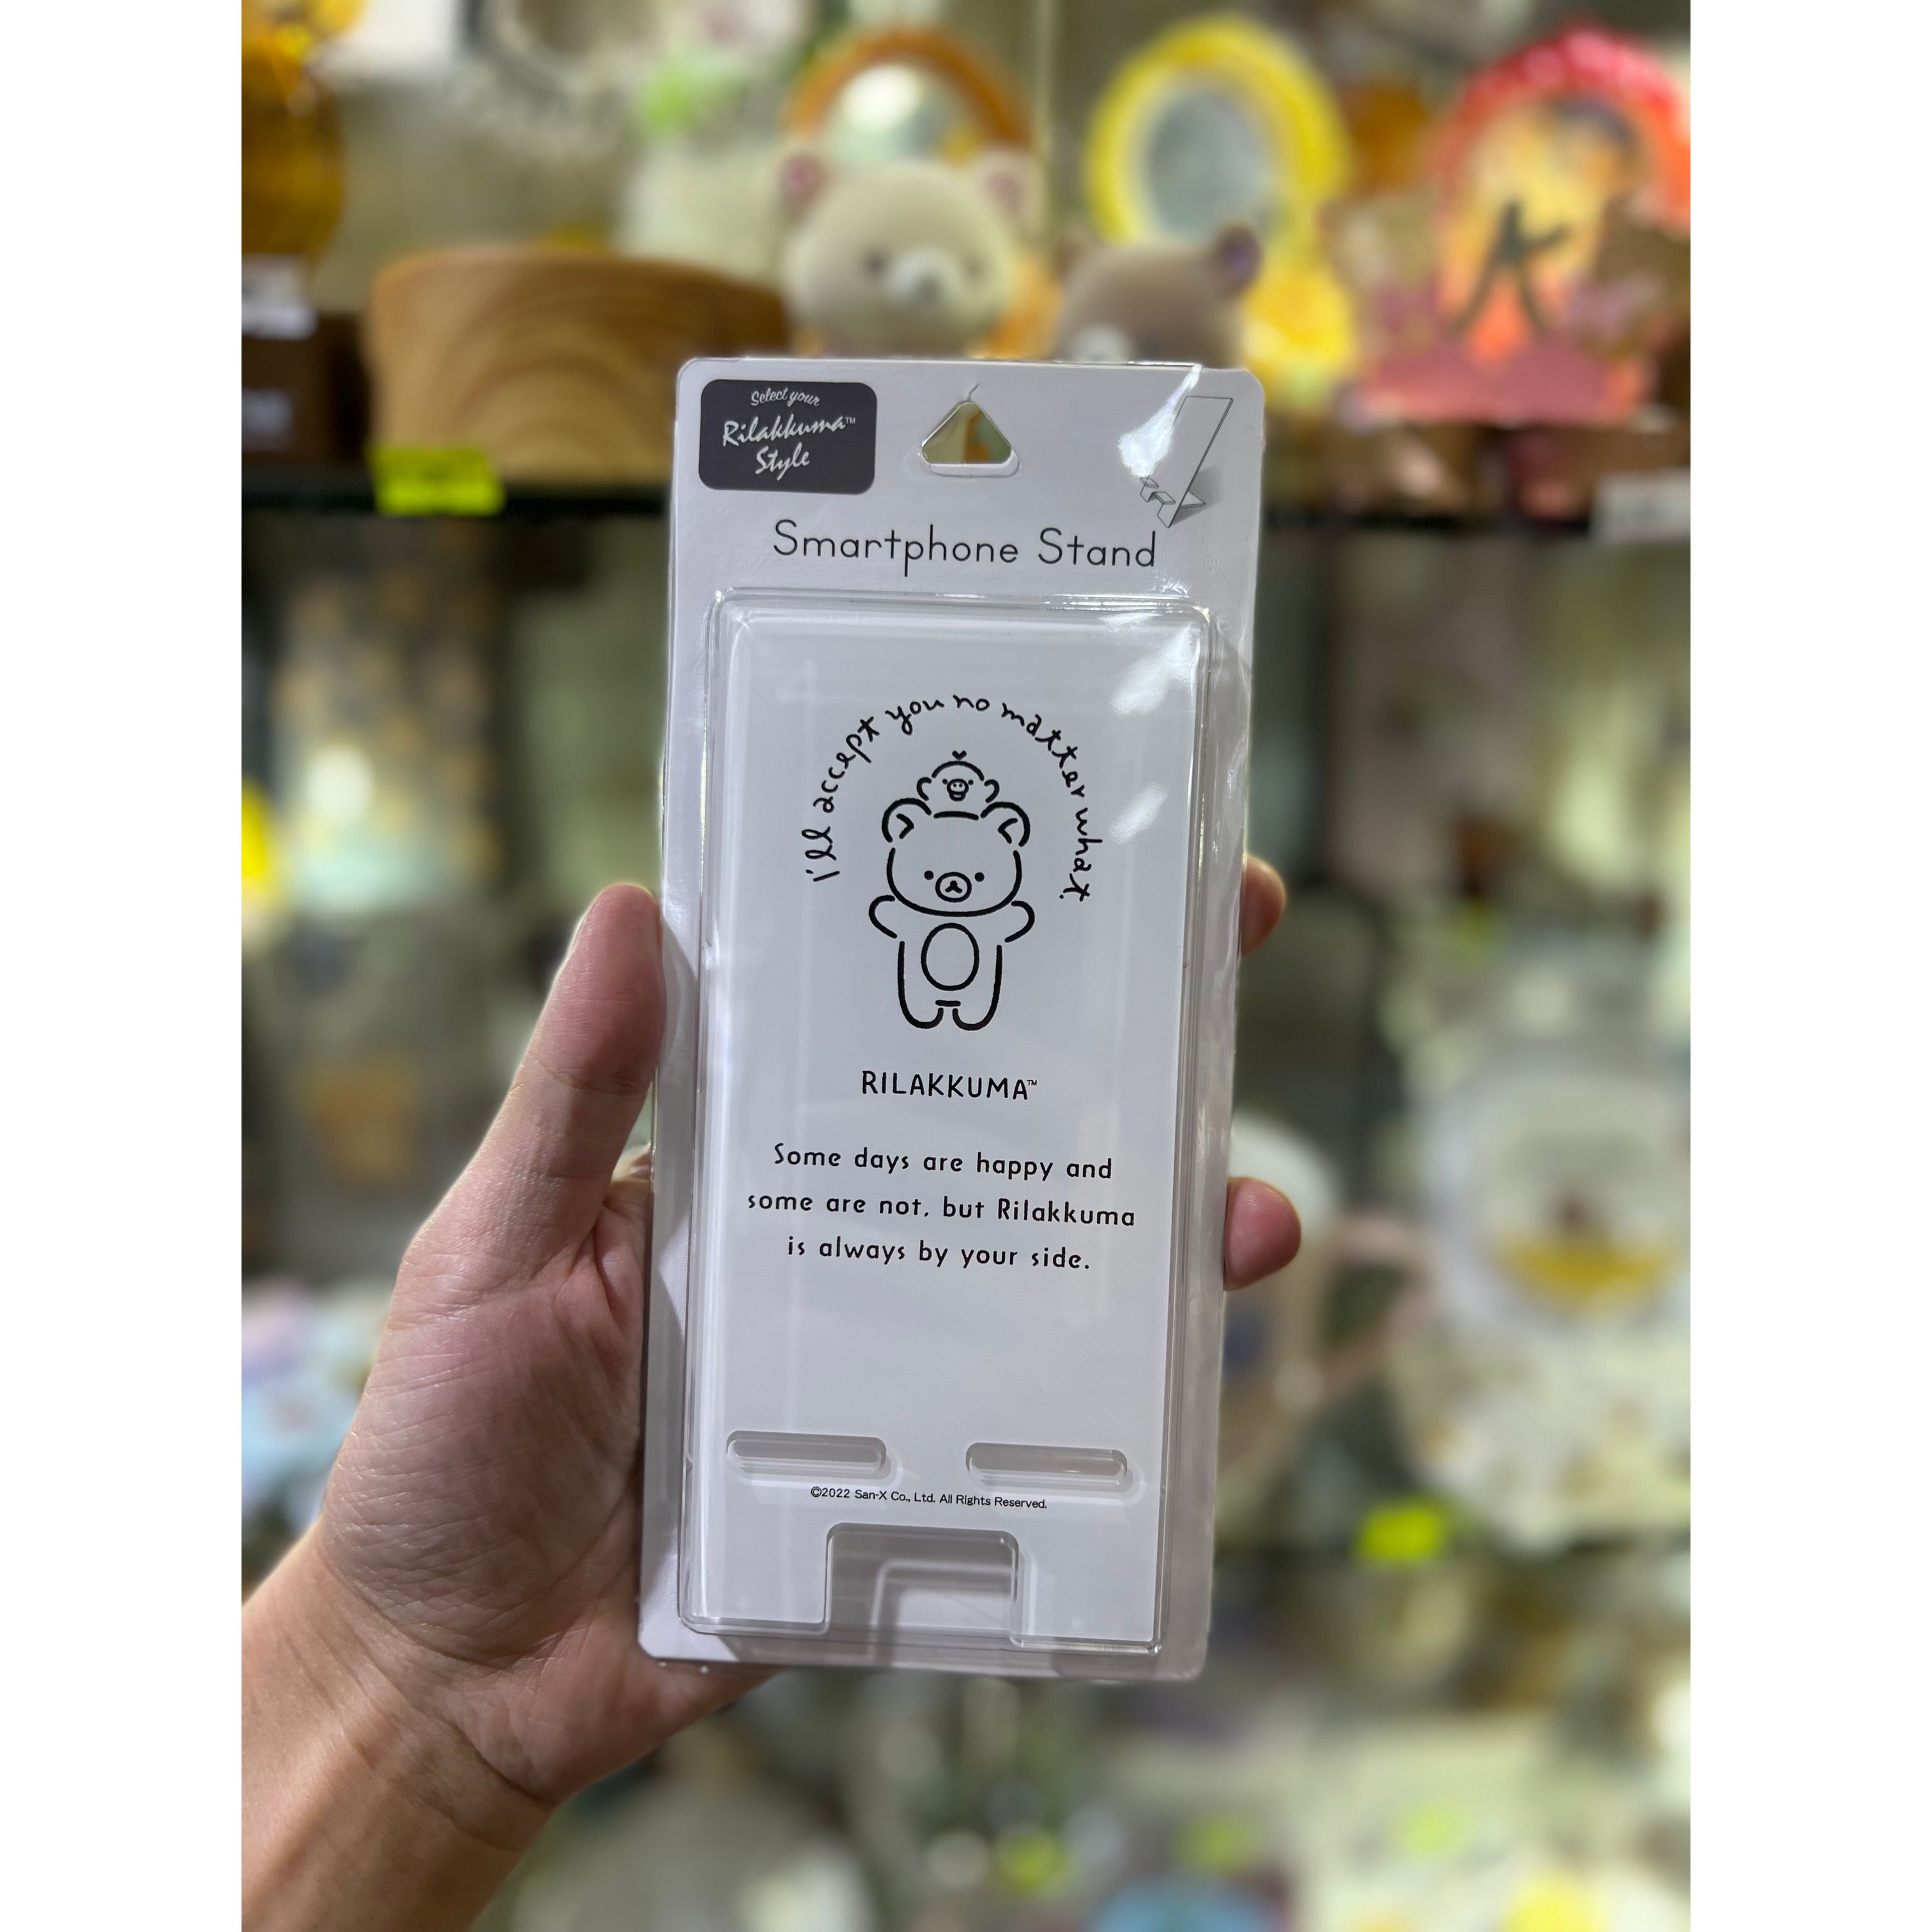 Select your
Rilakkuma™
Style
Smartphone Stand
i'll accept you no matter what.
RILAKKUMA™
Some days are happy and
some are not, but Rilakkuma
is always by your side.
©2022 San-X Co., Ltd. All Rights Reserved.